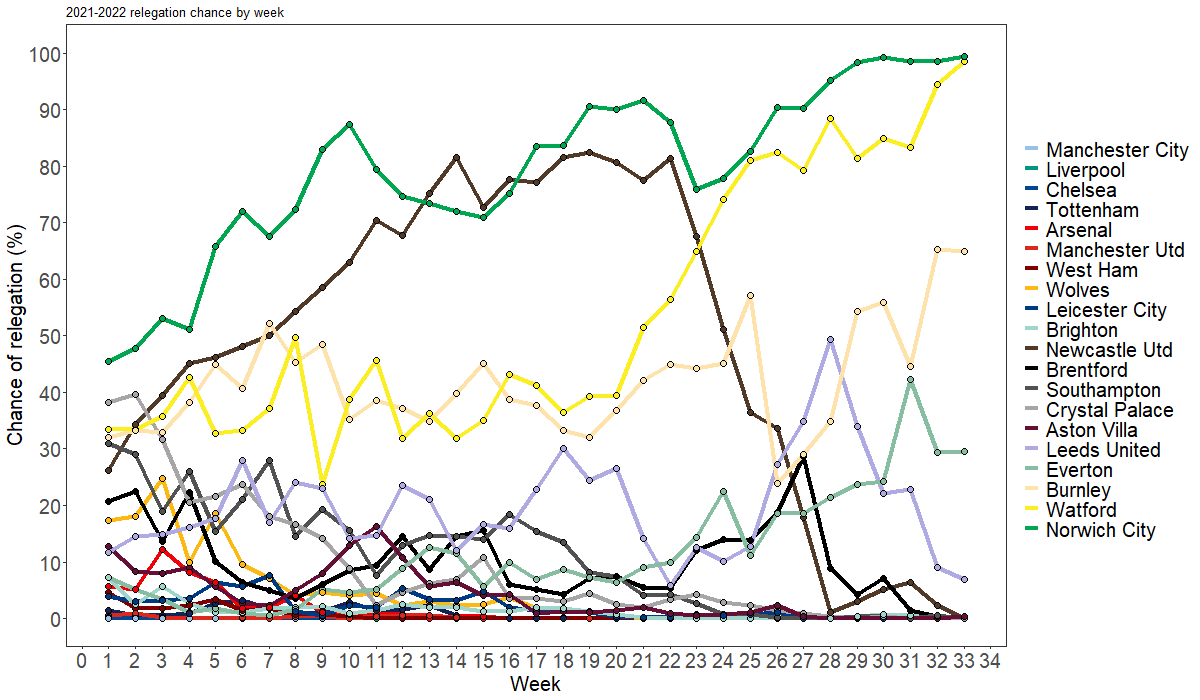 2021-2022 relegation chance by week
100
90
80
70
60
50
40
30
20
10
0
Chance of relegation (%)
0 1 2 3 4 5 6 7 8 9 10 11 12 13 14 15 16 17 18 19 20 21 22 23 24 25 26 27 28 29 30 31 32 33 34
Week
Manchester City
Liverpool
Chelsea
Tottenham
Arsenal
Manchester Utd
West Ham
Wolves
Leicester City
Brighton
Newcastle Utd
Brentford
Southampton
Crystal Palace
Aston Villa
Leeds United
Everton
Burnley
Watford
Norwich City